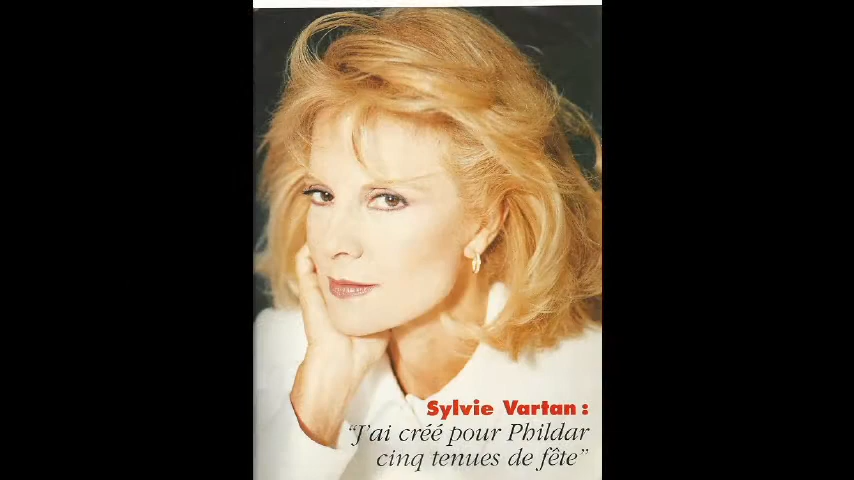 Sylvie Vartan :
“J'ai créé pour Phildar
cinq tenues de fête”